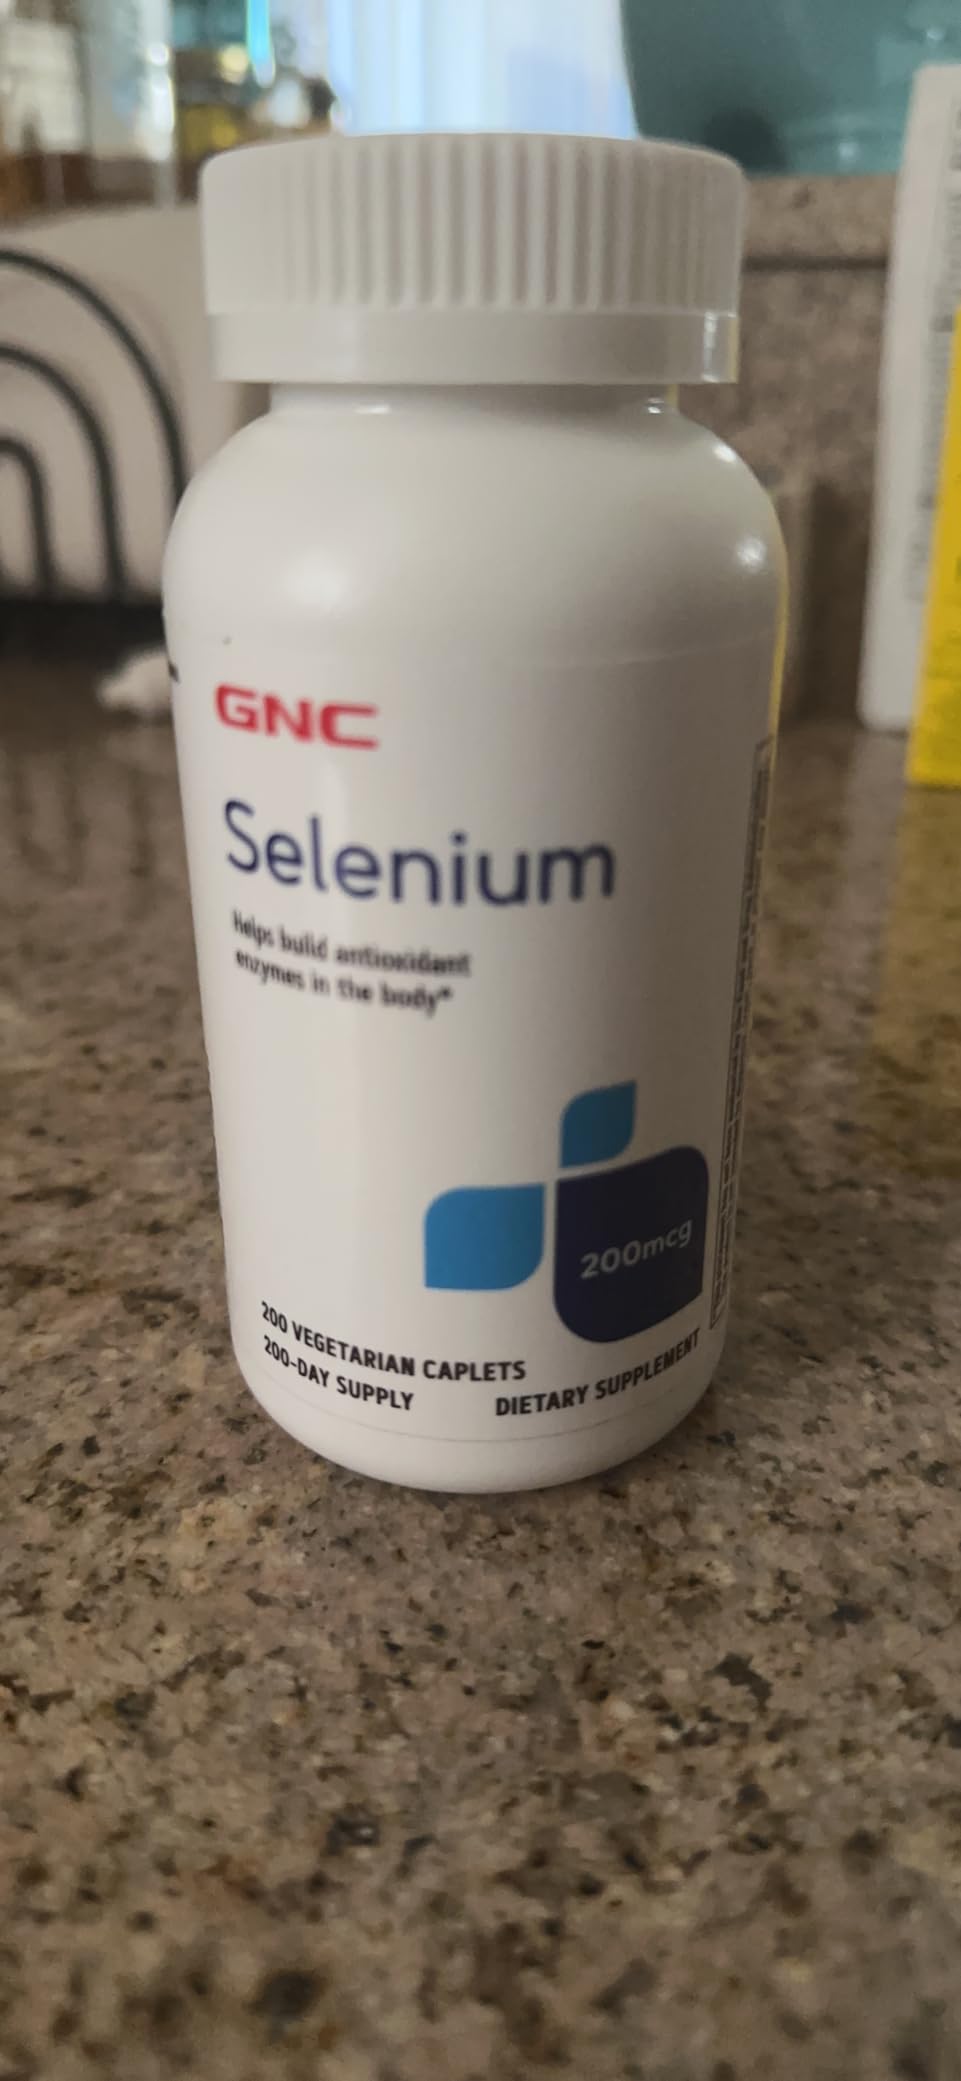 GNC
Selenium
Helps build antioxidant
enzymes in the body*
200mcg
200 VEGETARIAN CAPLETS
200-DAY SUPPLY
DIETARY SUPPLEMENT